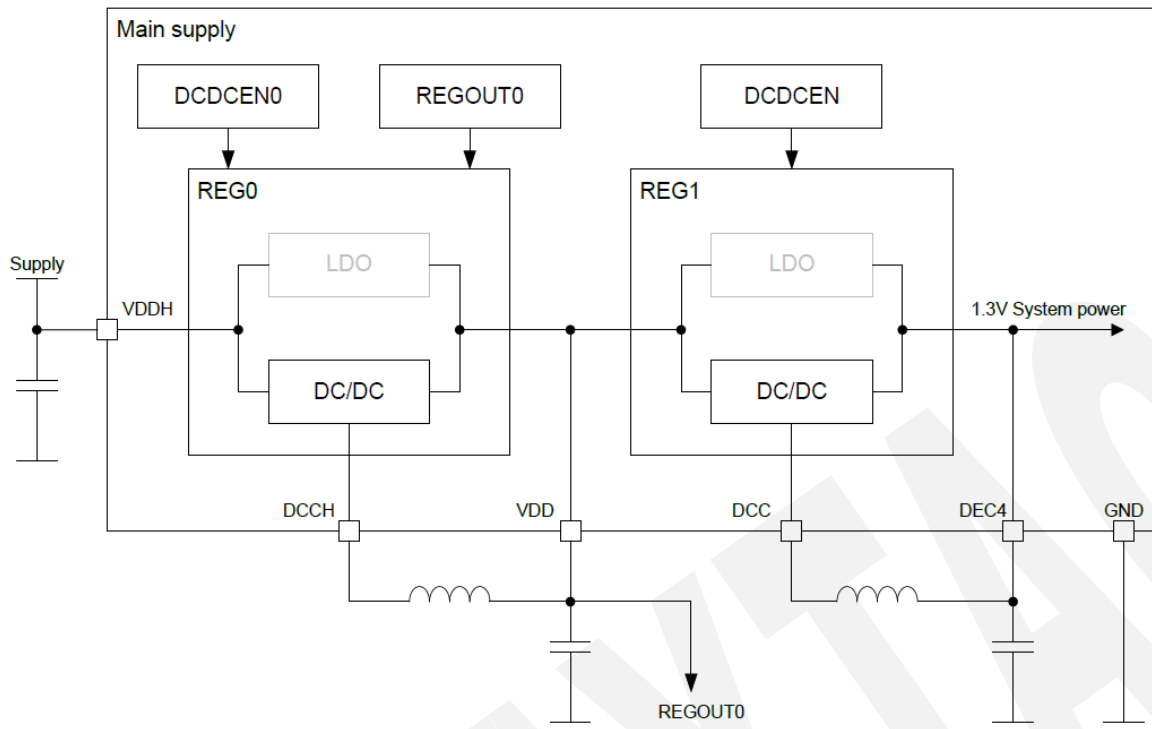 Main supply
DCDCEN0
REGOUT0
DCDCEN
REG0
REG1
LDO
LDO
Supply
VDDH
1.3V System power
DC/DC
DC/DC
DCCH
VDD
DCC
DEC4
GND
REGOUT0